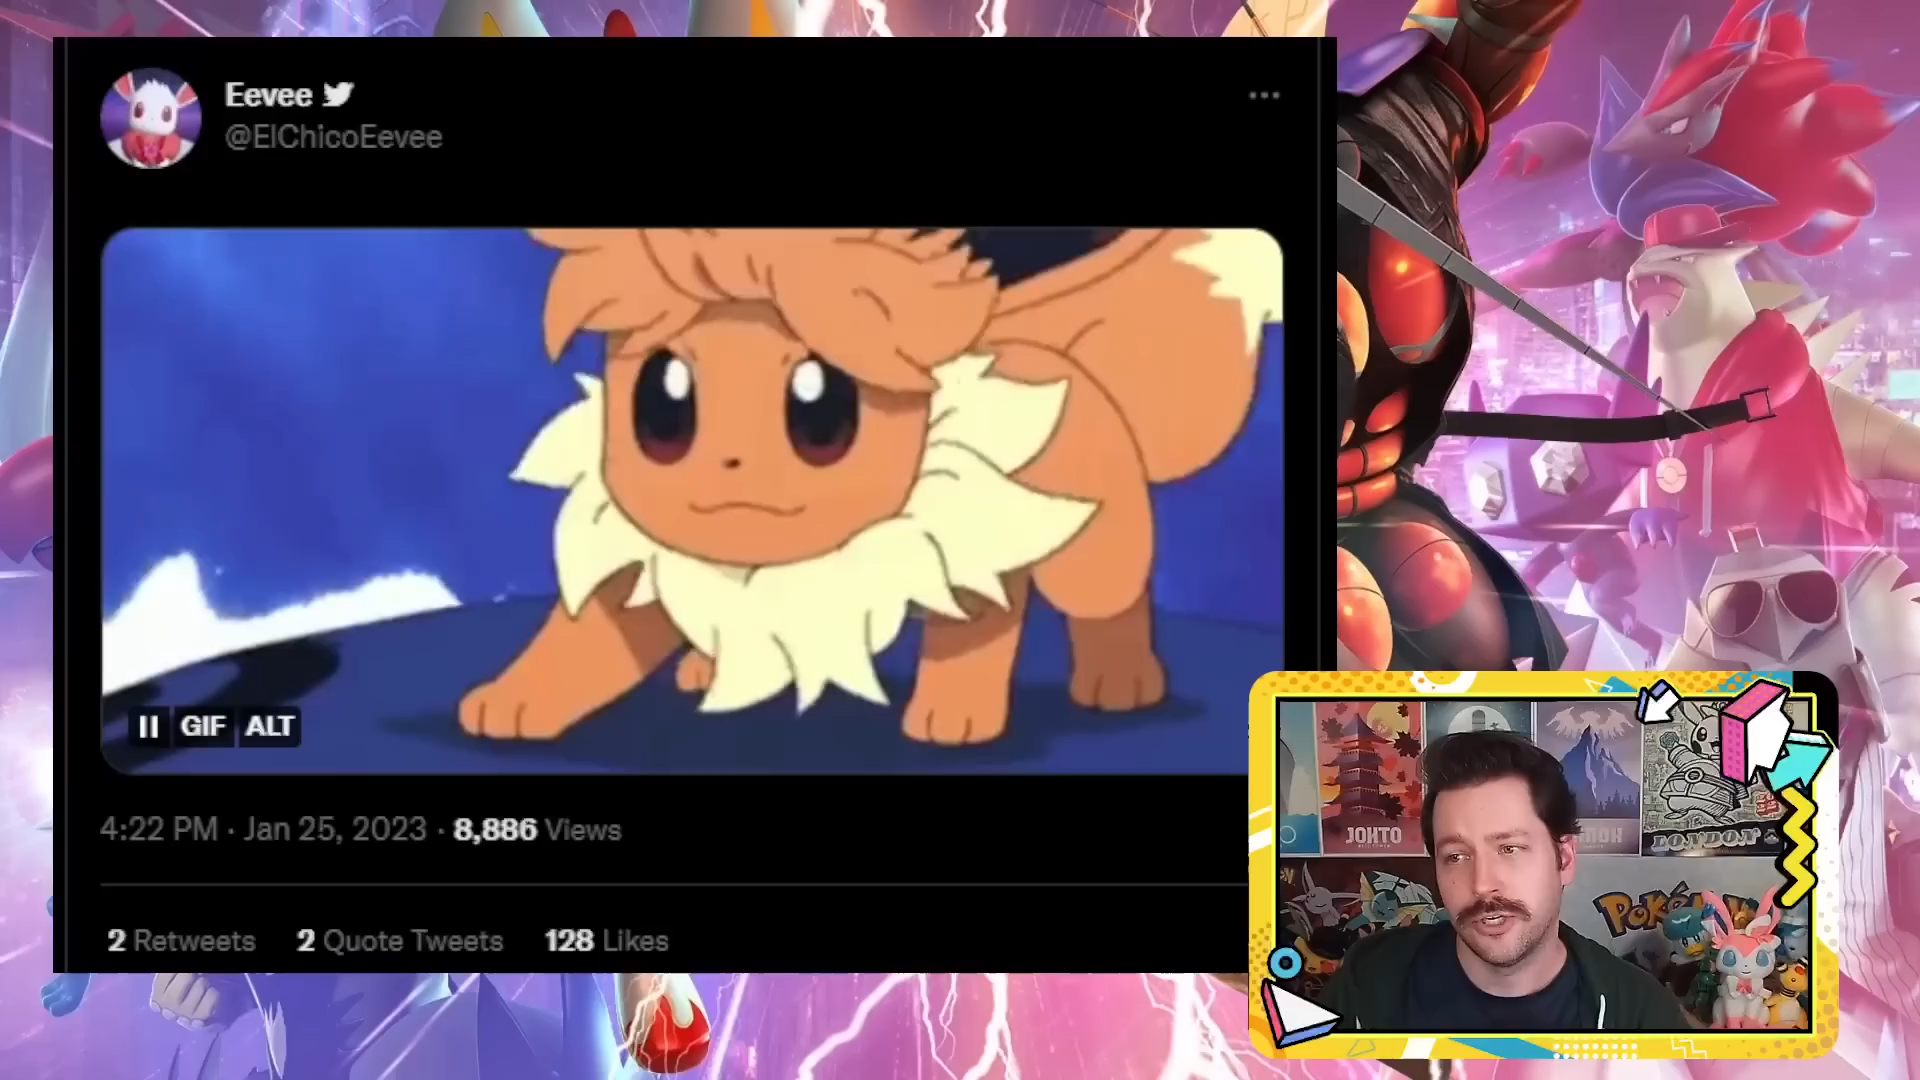 Eevee
@ElChicoEevee
GIF ALT
4:22 PM · Jan 25, 2023 · 8,886 Views
2 Retweets 2 Quote Tweets 128 Likes
JOHTO
LONDON
POKÉMON